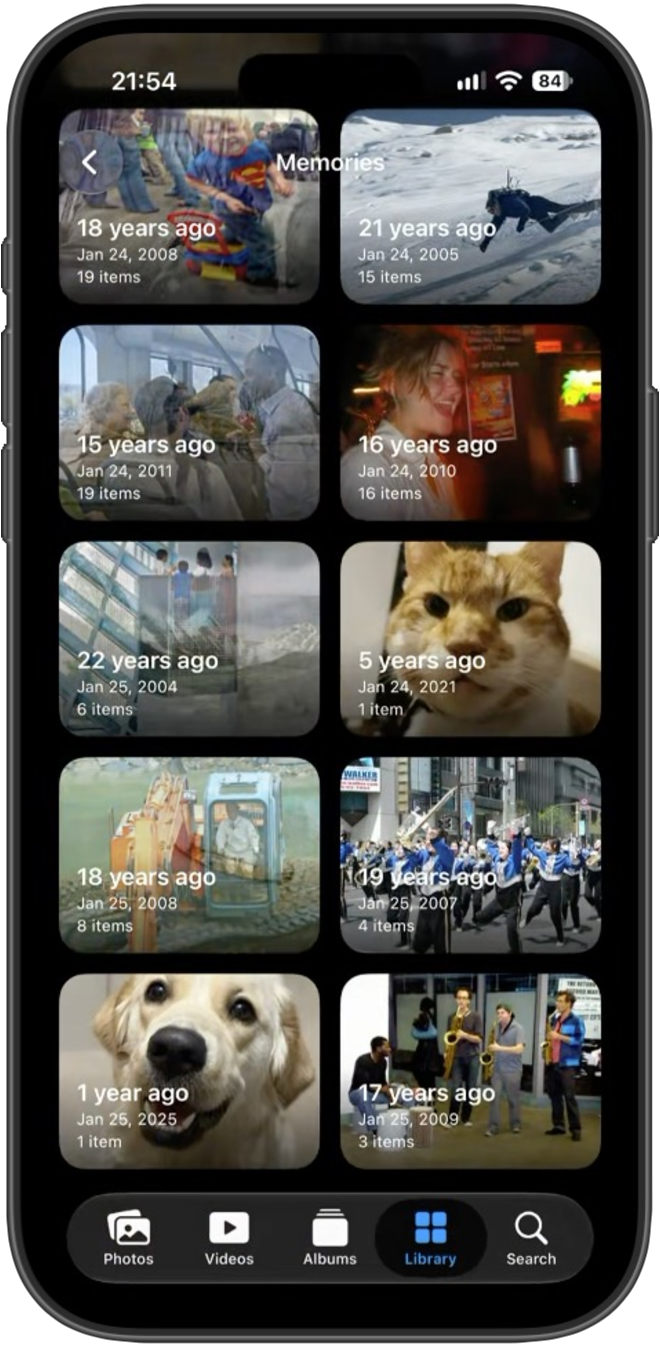 21:54
84
Memories
18 years ago
Jan 24, 2008
19 items
21 years ago
Jan 24, 2005
15 items
15 years ago
Jan 24, 2011
19 items
16 years ago
Jan 24, 2010
16 items
22 years ago
Jan 25, 2004
6 items
5 years ago
Jan 24, 2021
1 item
18 years ago
Jan 25, 2008
8 items
WALKER
19 years ago
Jan 25, 2007
4 items
1 year ago
Jan 25, 2025
1 item
17 years ago
Jan 25, 2009
3 items
Photos
Videos
Albums
Library
Search